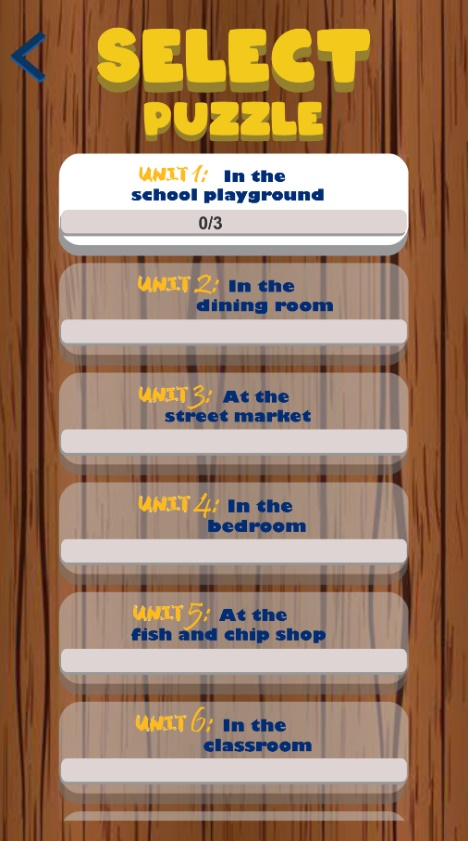 SELECT
PUZZLE
UNIT 1: In the
school playground
0/3
UNIT 2: In the
dining room
UNIT 3: At the
street market
UNIT 4: In the
bedroom
UNIT 5: At the
fish and chip shop
UNIT 6: In the
classroom